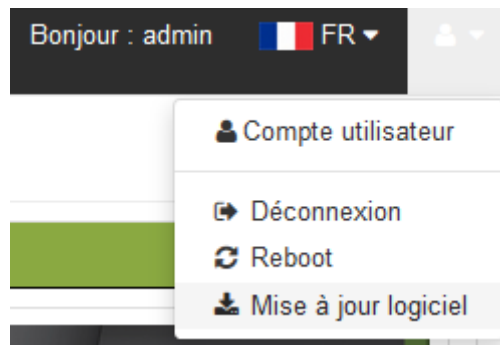 Bonjour : admin FR
Compte utilisateur
Déconnexion
Reboot
Mise à jour logiciel